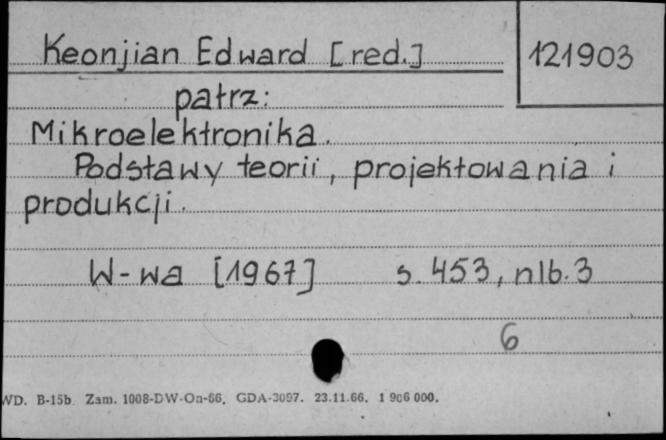 Keonjian Edward [red.]
121903
patrz:
Mikroelektronika.
Podstawy teorii, projektowania i
produkcji.
W-wa [1967] s. 453, nlb. 3
6
WD. B-15b Zam. 1008-DW-On-66. GDA-3097. 23.11.66. 1 906 000.